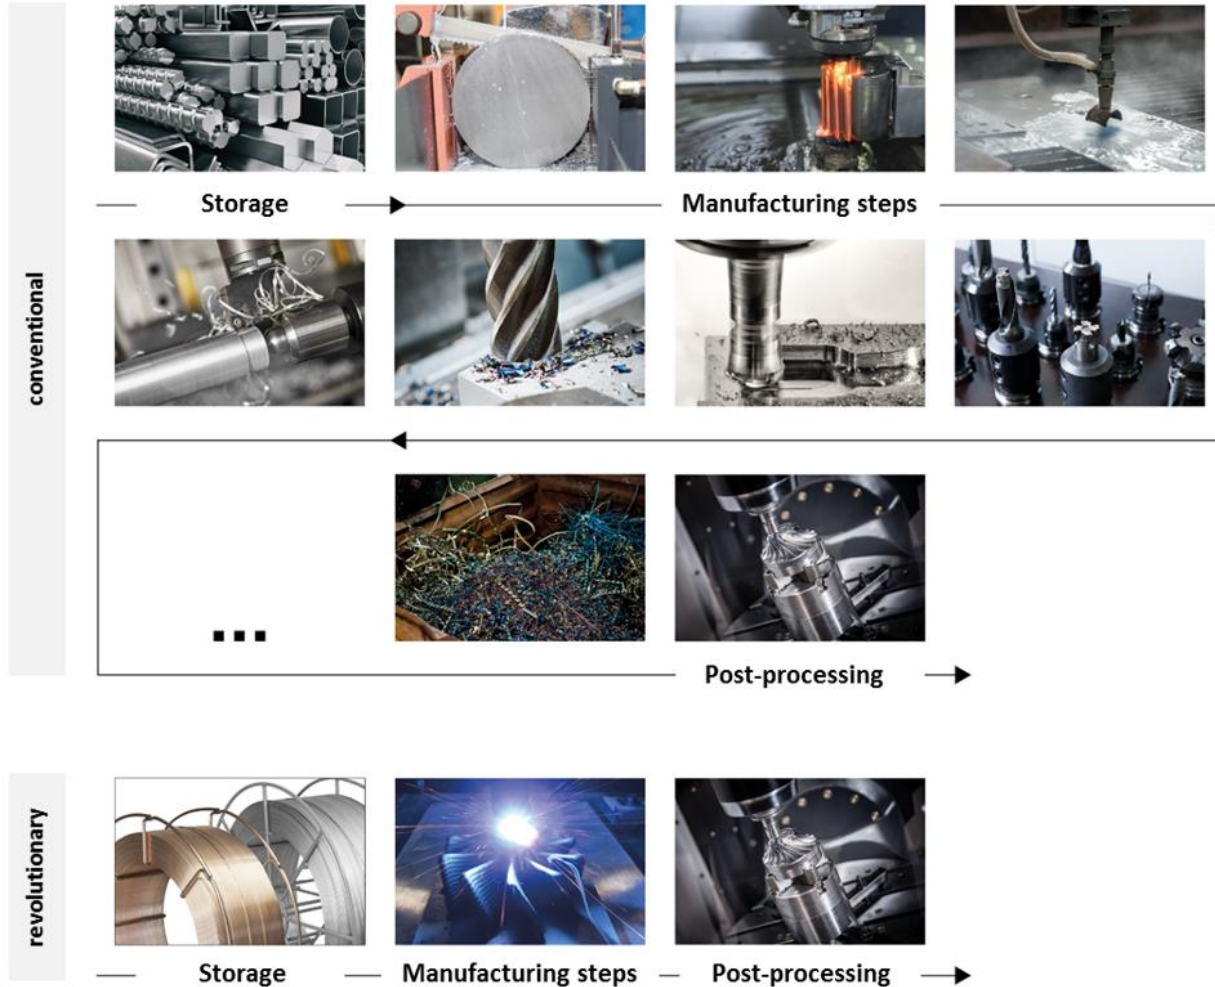 conventional
Storage
Manufacturing steps
...
Post-processing
revolutionary
Storage
Manufacturing steps
Post-processing